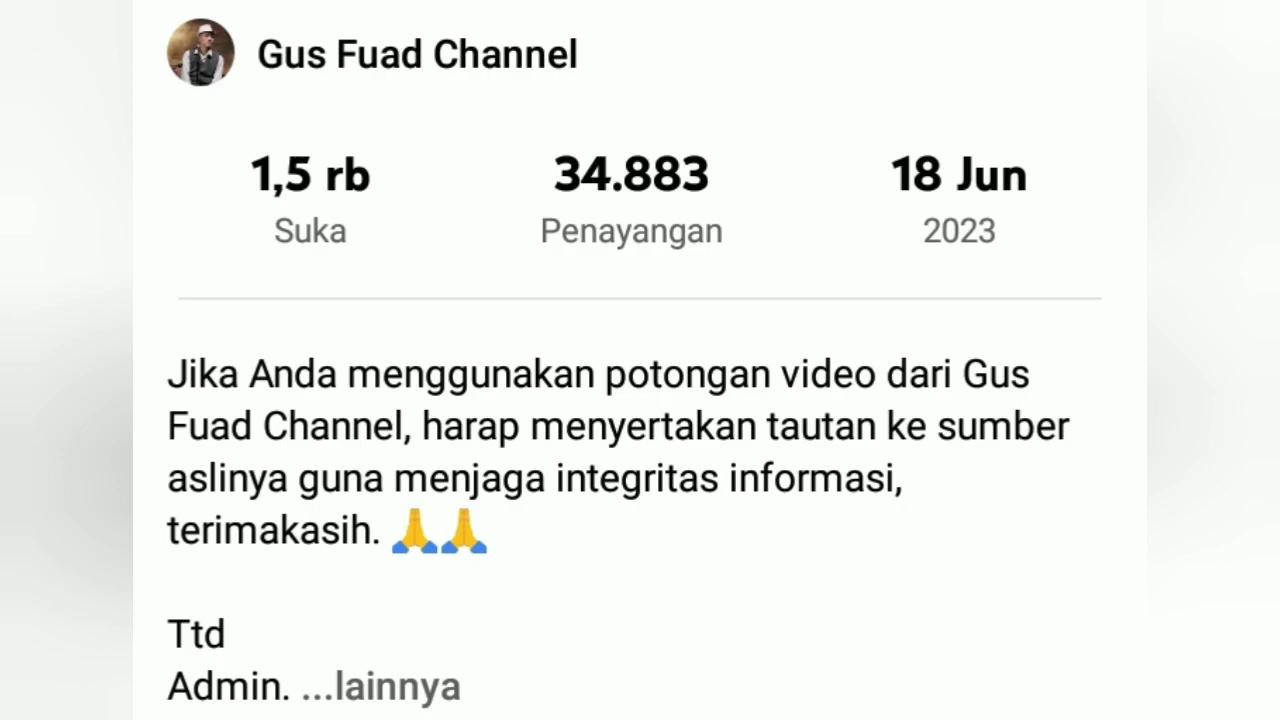 Gus Fuad Channel
1,5 rb 34.883 18 Jun
Suka Penayangan 2023
Jika Anda menggunakan potongan video dari Gus
Fuad Channel, harap menyertakan tautan ke sumber
aslinya guna menjaga integritas informasi,
terimakasih. 🙏🙏
Ttd
Admin. ...lainnya